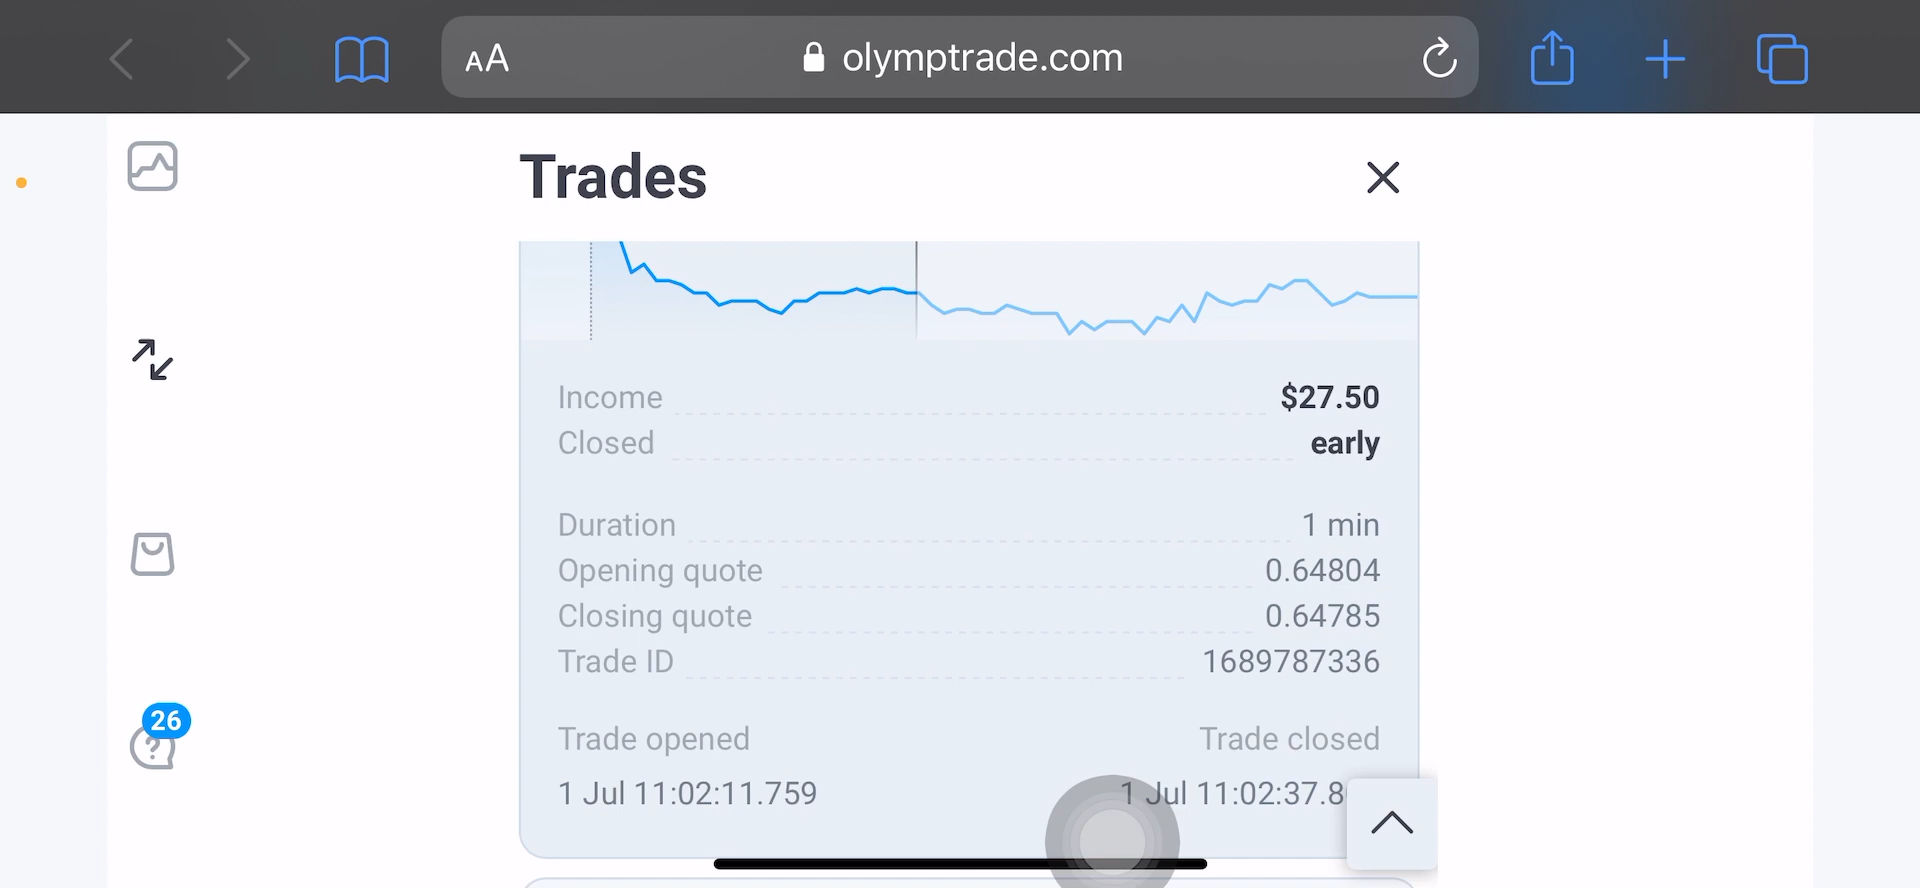 AA olymptrade.com
Trades
Income $27.50
Closed early
Duration 1 min
Opening quote 0.64804
Closing quote 0.64785
Trade ID 1689787336
26
Trade opened Trade closed
1 Jul 11:02:11.759 1 Jul 11:02:37.8